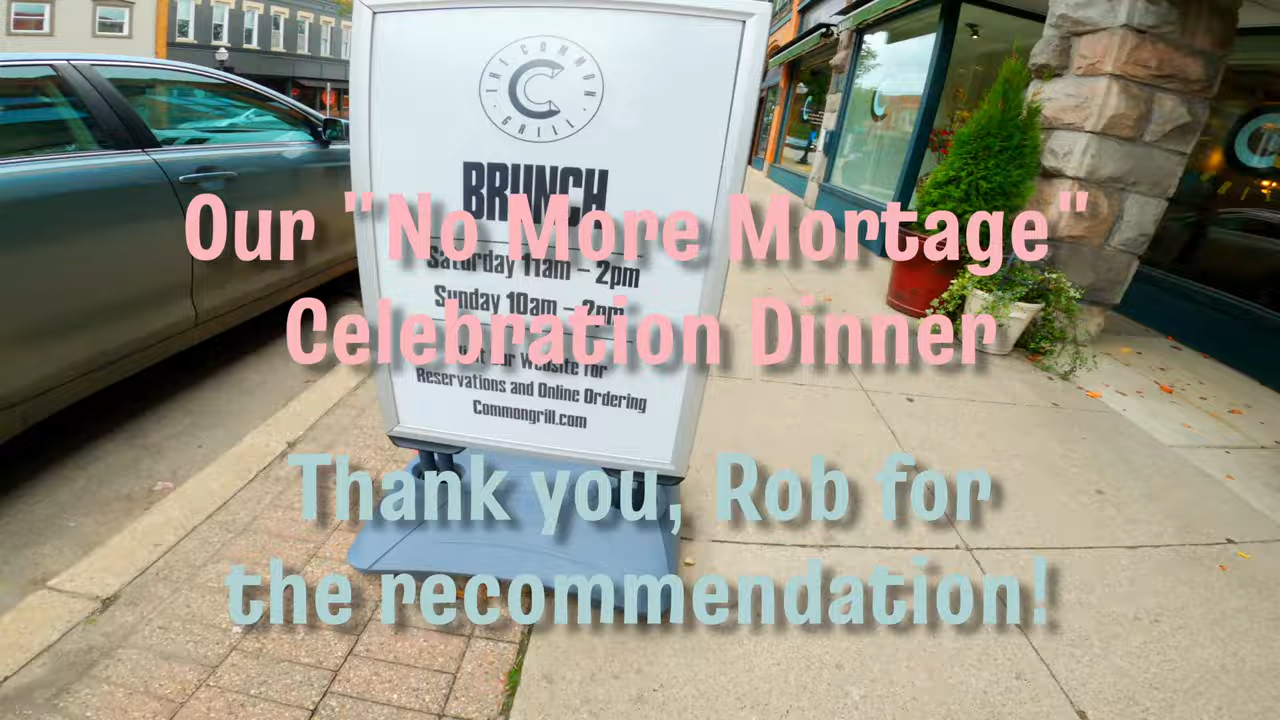 THE COMMON
GRILL
C
BRUNCH
Our "No More Mortage"
Saturday 11am – 2pm
Sunday 10am – 2pm
Celebration Dinner
Visit our Website for
Reservations and Online Ordering
Commongrill.com
Thank you, Rob for
the recommendation!